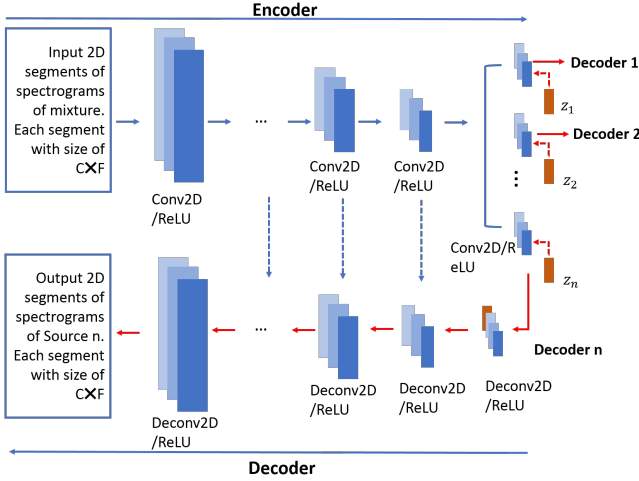 Encoder
Input 2D
segments of
spectrograms
of mixture.
Each segment
with size of
C✕F
...
Conv2D
/ReLU
Conv2D
/ReLU
Conv2D
/ReLU
Conv2D/R
eLU
Decoder 1
z₁
Decoder 2
z₂
⋮
zₙ
Decoder n
Output 2D
segments of
spectrograms
of Source n.
Each segment
with size of
C✕F
Deconv2D
/ReLU
...
Deconv2D
/ReLU
Deconv2D
/ReLU
Deconv2D
/ReLU
Decoder